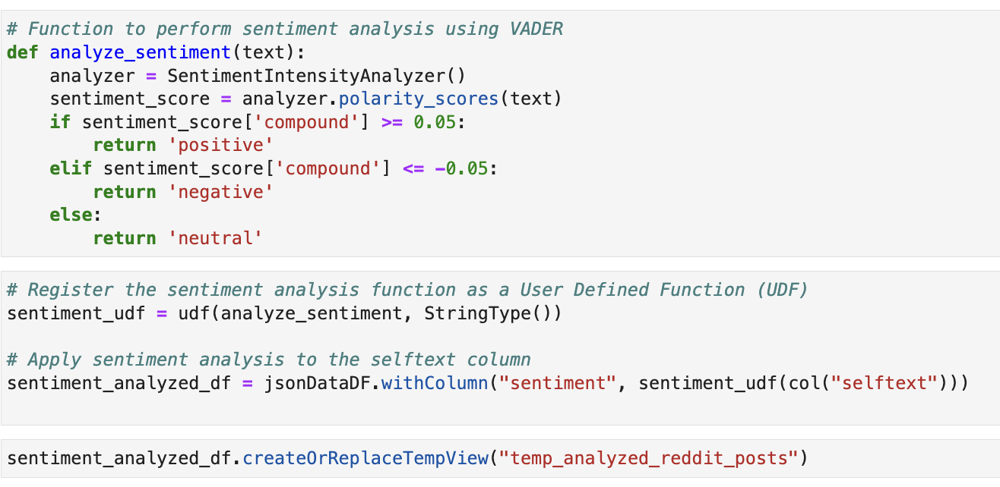 # Function to perform sentiment analysis using VADER
def analyze_sentiment(text):
    analyzer = SentimentIntensityAnalyzer()
    sentiment_score = analyzer.polarity_scores(text)
    if sentiment_score['compound'] >= 0.05:
        return 'positive'
    elif sentiment_score['compound'] <= -0.05:
        return 'negative'
    else:
        return 'neutral'
# Register the sentiment analysis function as a User Defined Function (UDF)
sentiment_udf = udf(analyze_sentiment, StringType())
# Apply sentiment analysis to the selftext column
sentiment_analyzed_df = jsonDataDF.withColumn("sentiment", sentiment_udf(col("selftext")))
sentiment_analyzed_df.createOrReplaceTempView("temp_analyzed_reddit_posts")